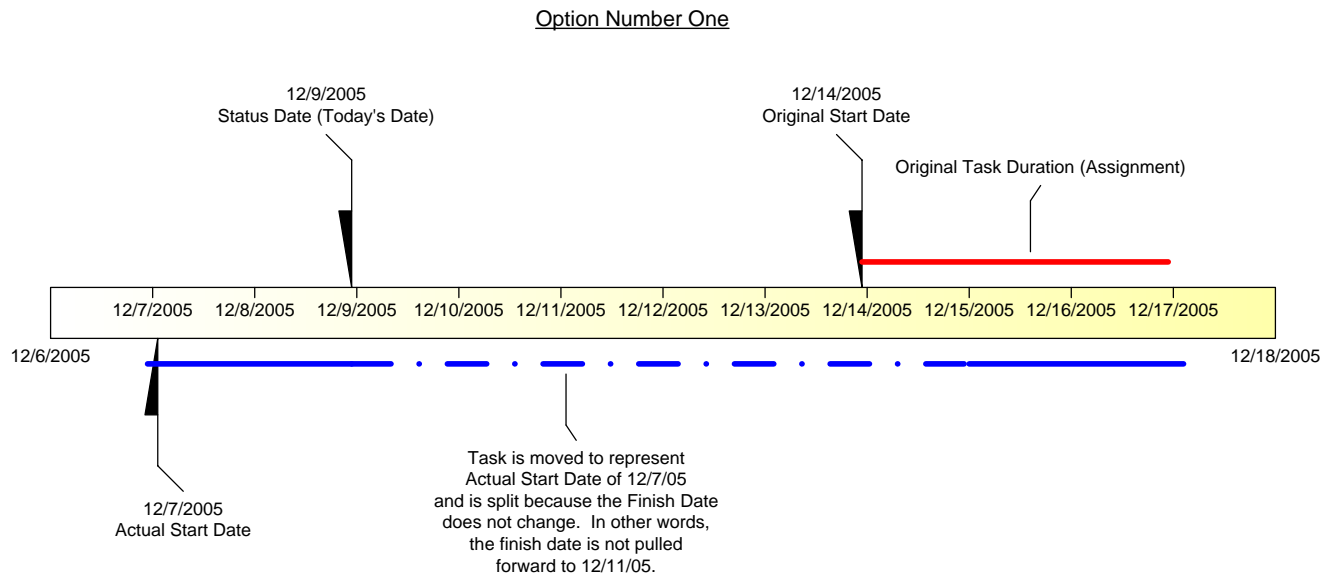 Option Number One
12/9/2005
Status Date (Today's Date)
12/14/2005
Original Start Date
Original Task Duration (Assignment)
12/7/2005
12/8/2005
12/9/2005
12/10/2005
12/11/2005
12/12/2005
12/13/2005
12/14/2005
12/15/2005
12/16/2005
12/17/2005
12/6/2005
12/18/2005
12/7/2005
Actual Start Date
Task is moved to represent
Actual Start Date of 12/7/05
and is split because the Finish Date
does not change.  In other words,
the finish date is not pulled
forward to 12/11/05.